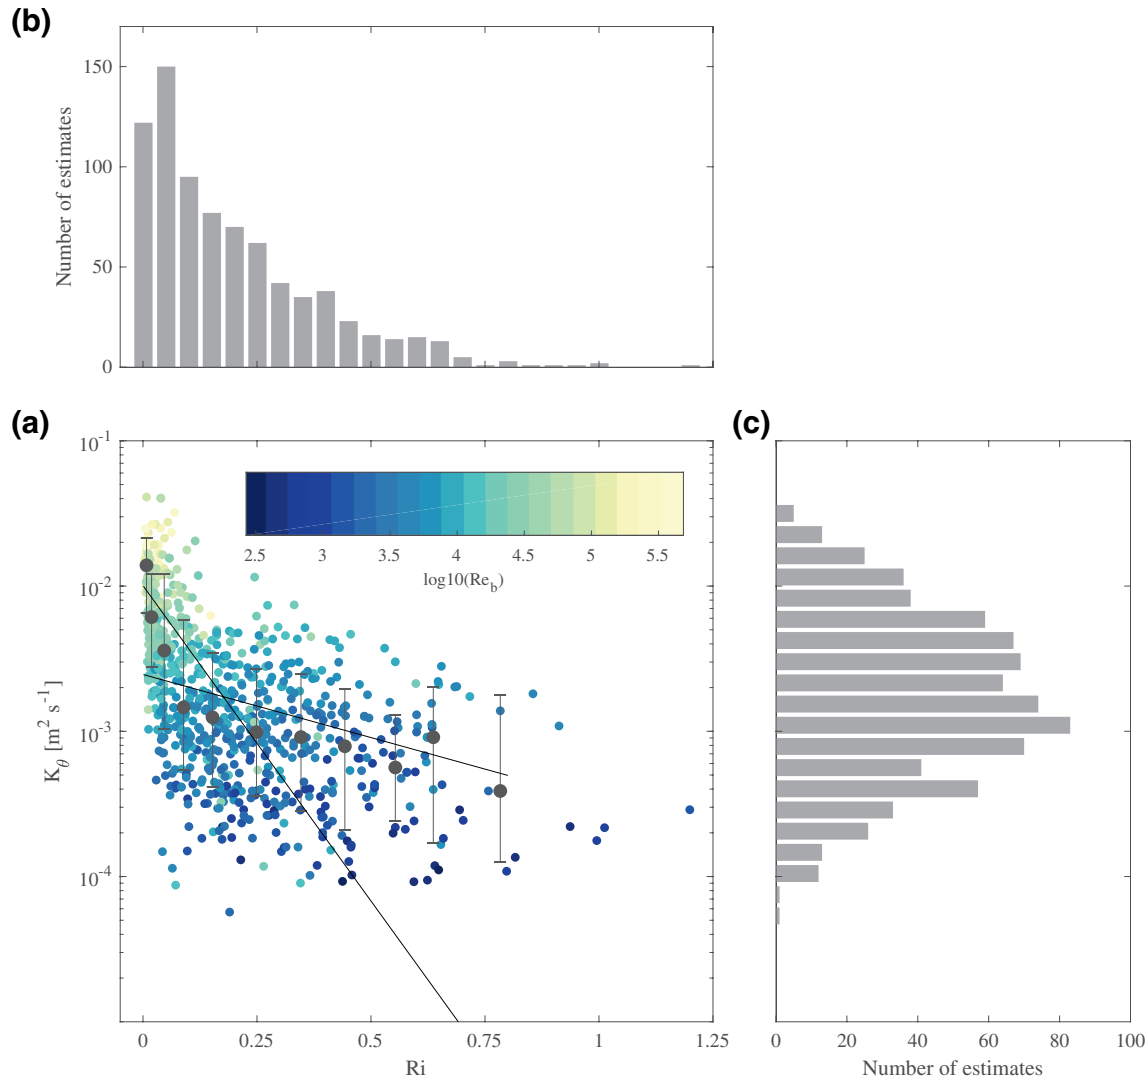 (b)
150
100
50
0
Number of estimates
(a)
(c)
10^-1
10^-2
10^-3
10^-4
K_θ [m^2 s^-1]
2.5 3 3.5 4 4.5 5 5.5
log10(Re_b)
0 0.25 0.5 0.75 1 1.25
Ri
0 20 40 60 80 100
Number of estimates